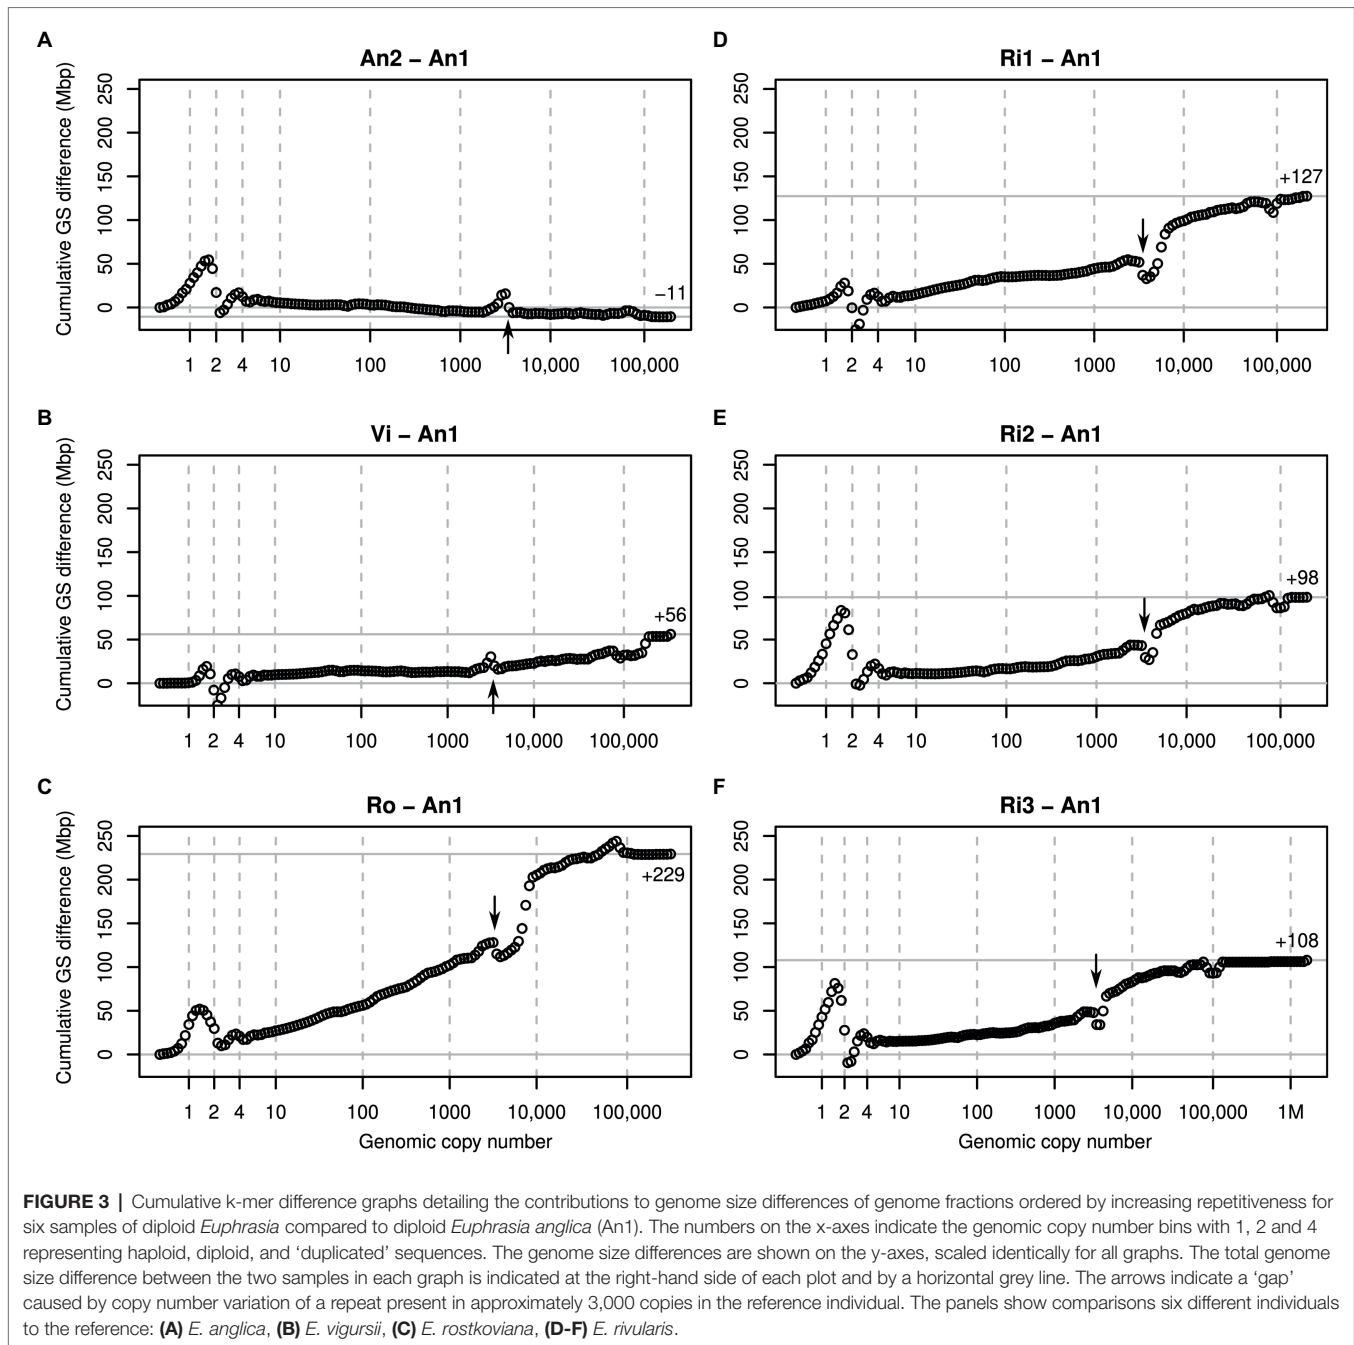 A
An2 − An1
Cumulative GS difference (Mbp)
250
200
150
100
50
0
−11
1 2 4 10 100 1000 10,000 100,000
B
Vi − An1
Cumulative GS difference (Mbp)
250
200
150
100
50
0
+56
1 2 4 10 100 1000 10,000 100,000
C
Ro − An1
Cumulative GS difference (Mbp)
250
200
150
100
50
0
+229
1 2 4 10 100 1000 10,000 100,000
Genomic copy number
D
Ri1 − An1
250
200
150
100
50
0
+127
1 2 4 10 100 1000 10,000 100,000
E
Ri2 − An1
250
200
150
100
50
0
+98
1 2 4 10 100 1000 10,000 100,000
F
Ri3 − An1
250
200
150
100
50
0
+108
1 2 4 10 100 1000 10,000 100,000 1M
Genomic copy number
FIGURE 3 | Cumulative k-mer difference graphs detailing the contributions to genome size differences of genome fractions ordered by increasing repetitiveness for
six samples of diploid Euphrasia compared to diploid Euphrasia anglica (An1). The numbers on the x-axes indicate the genomic copy number bins with 1, 2 and 4
representing haploid, diploid, and ‘duplicated’ sequences. The genome size differences are shown on the y-axes, scaled identically for all graphs. The total genome
size difference between the two samples in each graph is indicated at the right-hand side of each plot and by a horizontal grey line. The arrows indicate a ‘gap’
caused by copy number variation of a repeat present in approximately 3,000 copies in the reference individual. The panels show comparisons six different individuals
to the reference: (A) E. anglica, (B) E. vigursii, (C) E. rostkoviana, (D-F) E. rivularis.